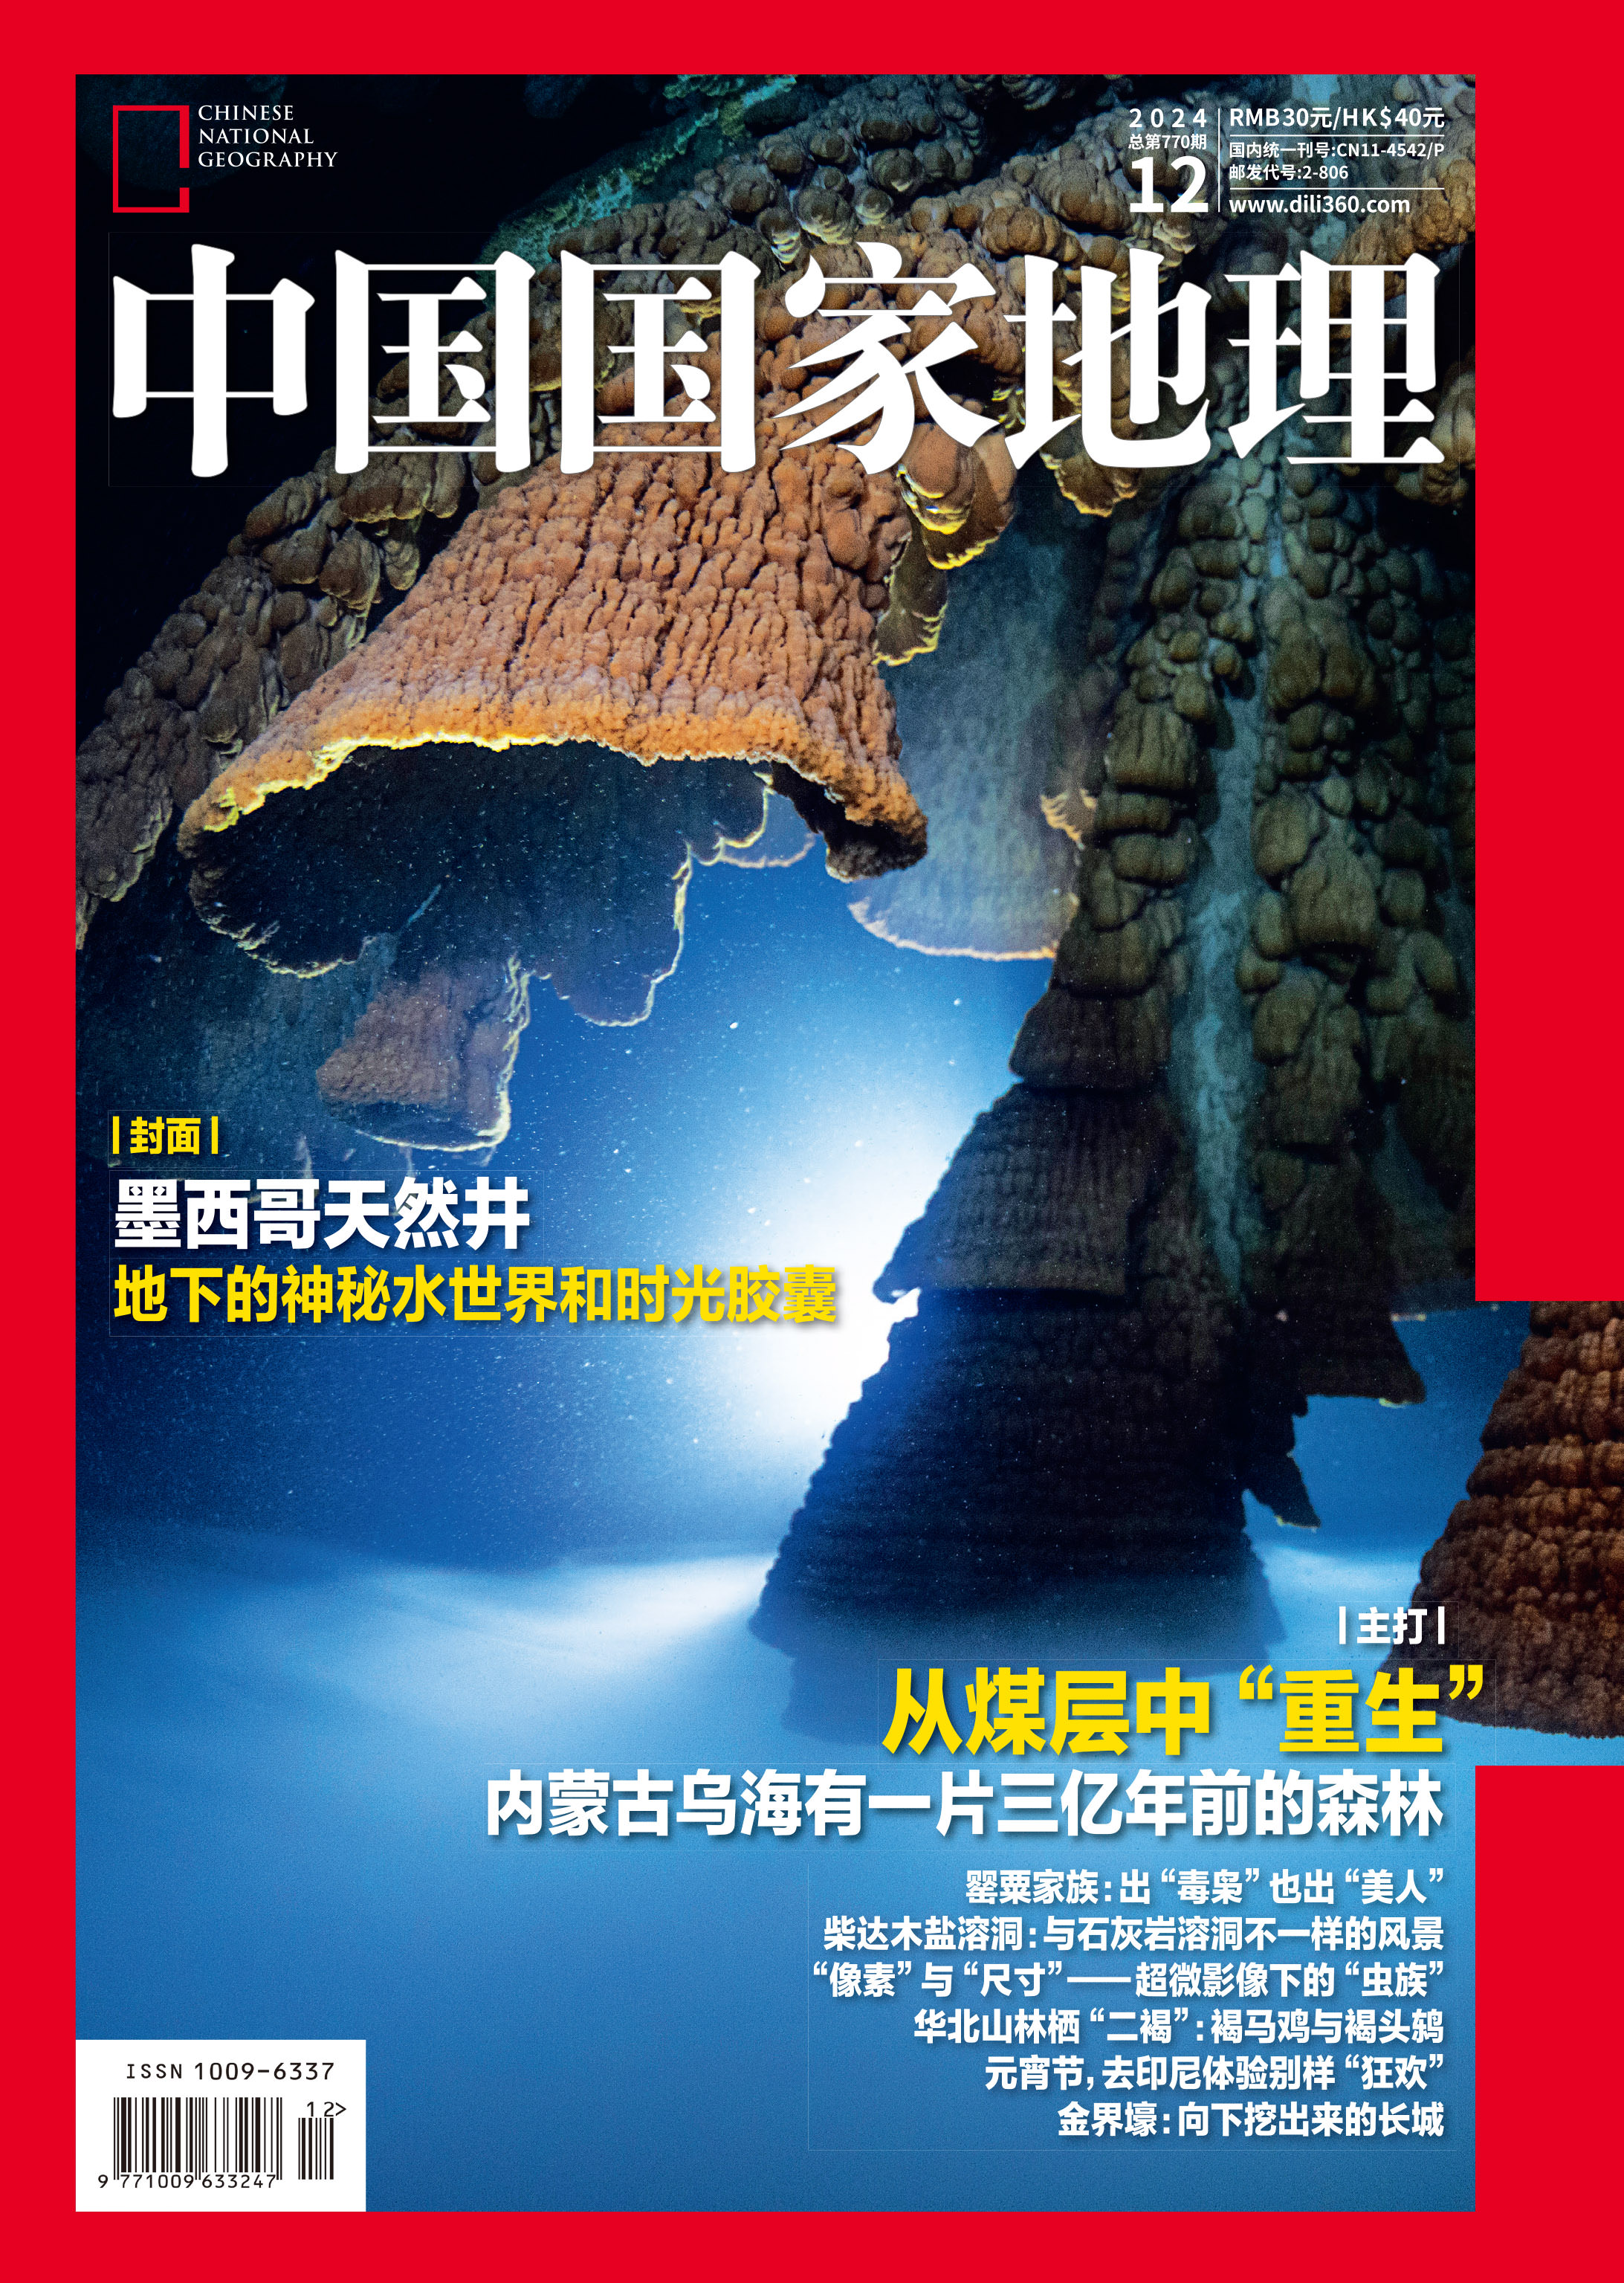 CHINESE
NATIONAL
GEOGRAPHY
2024
总第770期
12
RMB30元/HK$40元
国内统一刊号:CN11-4542/P
邮发代号:2-806
www.dili360.com
中国国家地理
|封面|
墨西哥天然井
地下的神秘水世界和时光胶囊
|主打|
从煤层中“重生”
内蒙古乌海有一片三亿年前的森林
罂粟家族:出“毒枭”也出“美人”
柴达木盐溶洞:与石灰岩溶洞不一样的风景
“像素”与“尺寸”——超微影像下的“虫族”
华北山林栖“二褐”:褐马鸡与褐头鸫
元宵节,去印尼体验别样“狂欢”
金界壕:向下挖出来的长城
ISSN 1009-6337
12>
9 771009 633247